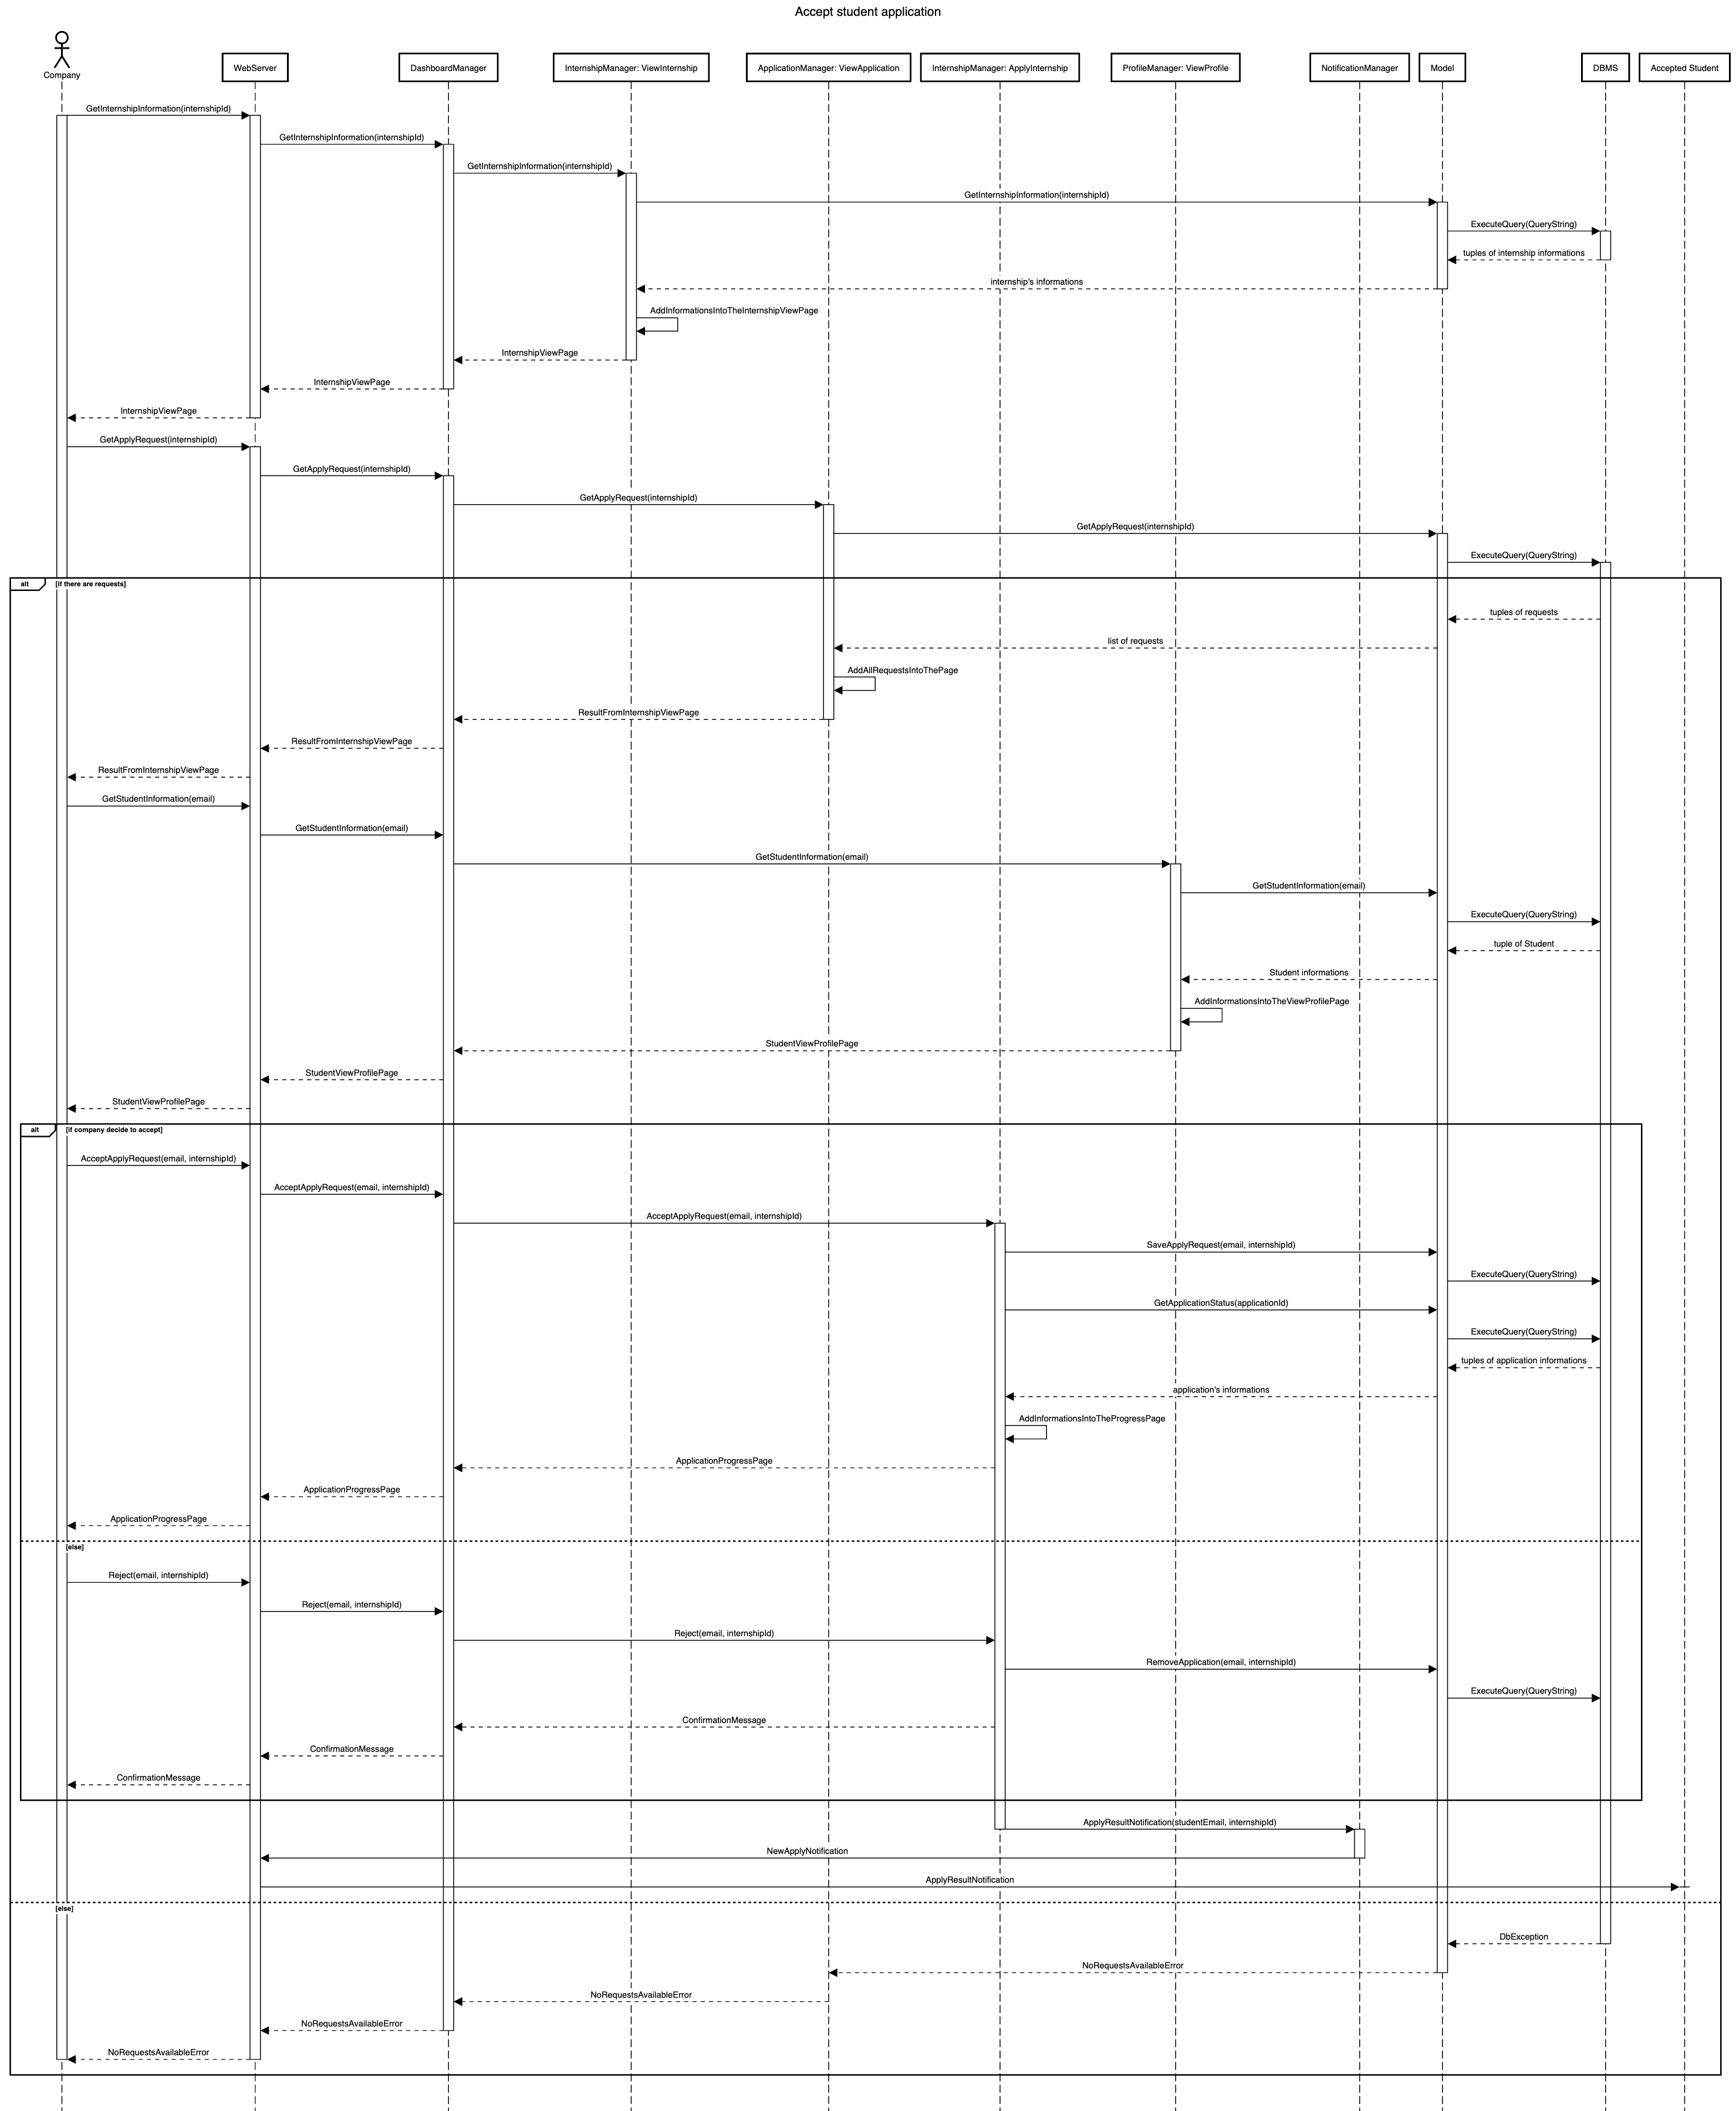 Accept student application
Company
WebServer
DashboardManager
InternshipManager: ViewInternship
ApplicationManager: ViewApplication
InternshipManager: ApplyInternship
ProfileManager: ViewProfile
NotificationManager
Model
DBMS
Accepted Student
GetInternshipInformation(internshipId)
GetInternshipInformation(internshipId)
GetInternshipInformation(internshipId)
GetInternshipInformation(internshipId)
ExecuteQuery(QueryString)
tuples of internship informations
internship's informations
AddInformationsIntoTheInternshipViewPage
InternshipViewPage
InternshipViewPage
InternshipViewPage
GetApplyRequest(internshipId)
GetApplyRequest(internshipId)
GetApplyRequest(internshipId)
GetApplyRequest(internshipId)
ExecuteQuery(QueryString)
alt [if there are requests]
tuples of requests
list of requests
AddAllRequestsIntoThePage
ResultFromInternshipViewPage
ResultFromInternshipViewPage
ResultFromInternshipViewPage
GetStudentInformation(email)
GetStudentInformation(email)
GetStudentInformation(email)
GetStudentInformation(email)
ExecuteQuery(QueryString)
tuple of Student
Student informations
AddInformationsIntoTheViewProfilePage
StudentViewProfilePage
StudentViewProfilePage
StudentViewProfilePage
alt [if company decide to accept]
AcceptApplyRequest(email, internshipId)
AcceptApplyRequest(email, internshipId)
AcceptApplyRequest(email, internshipId)
SaveApplyRequest(email, internshipId)
ExecuteQuery(QueryString)
GetApplicationStatus(applicationId)
ExecuteQuery(QueryString)
tuples of application informations
application's informations
AddInformationsIntoTheProgressPage
ApplicationProgressPage
ApplicationProgressPage
ApplicationProgressPage
[else]
Reject(email, internshipId)
Reject(email, internshipId)
Reject(email, internshipId)
RemoveApplication(email, internshipId)
ExecuteQuery(QueryString)
ConfirmationMessage
ConfirmationMessage
ConfirmationMessage
ApplyResultNotification(studentEmail, internshipId)
NewApplyNotification
ApplyResultNotification
[else]
DbException
NoRequestsAvailableError
NoRequestsAvailableError
NoRequestsAvailableError
NoRequestsAvailableError